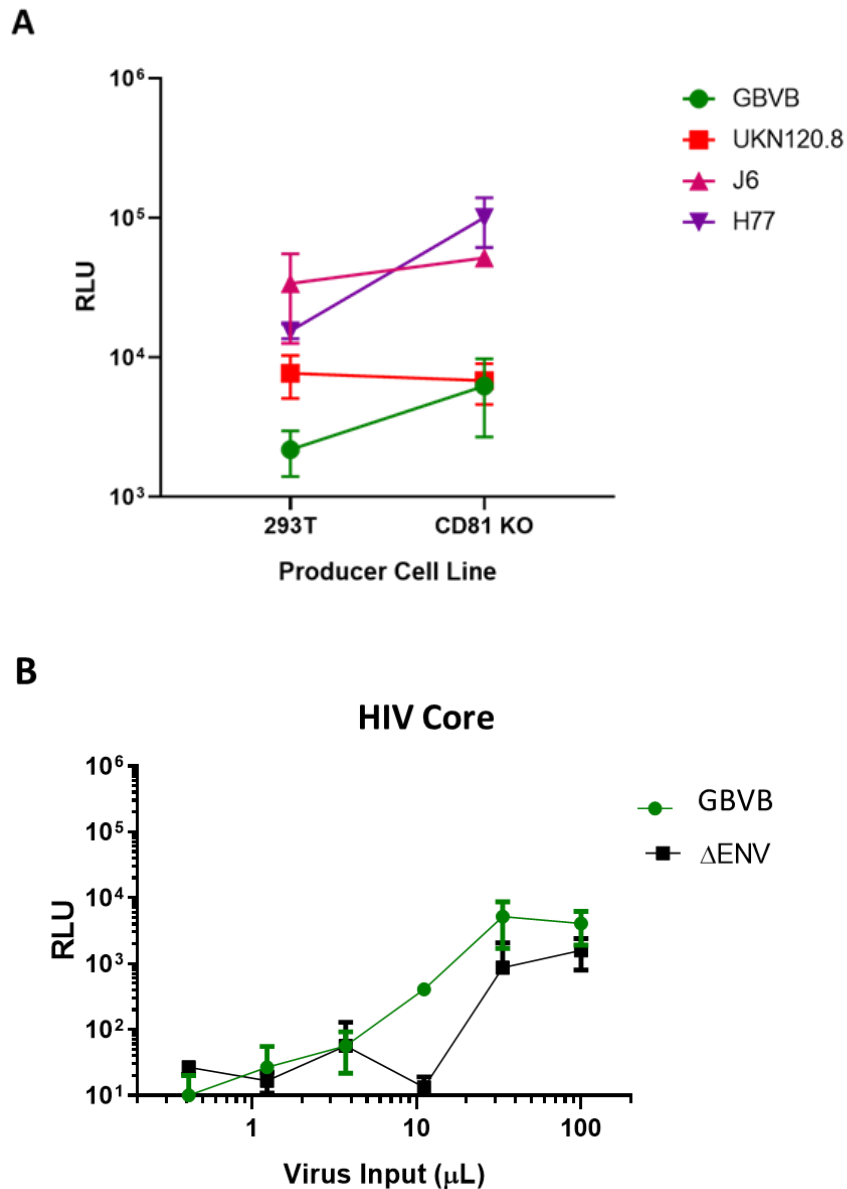 A
10⁶
10⁵
10⁴
10³
RLU
293T CD81 KO
Producer Cell Line
GBVB
UKN120.8
J6
H77
B
HIV Core
10⁶
10⁵
10⁴
10³
10²
10¹
RLU
1 10 100
Virus Input (μL)
GBVB
ΔENV